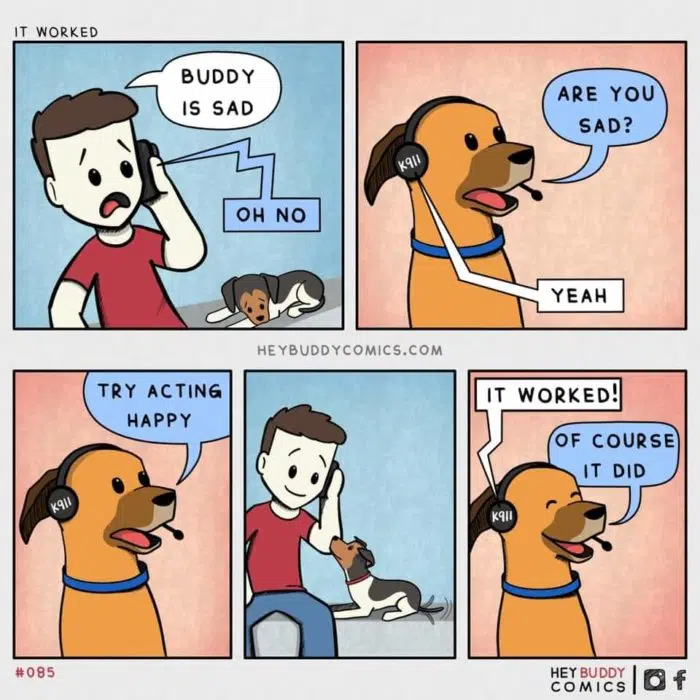 IT WORKED
BUDDY
IS SAD
OH NO
ARE YOU
SAD?
K911
YEAH
HEYBUDDYCOMICS.COM
TRY ACTING
HAPPY
K911
IT WORKED!
OF COURSE
IT DID
K911
#085
HEY BUDDY
COMICS
f